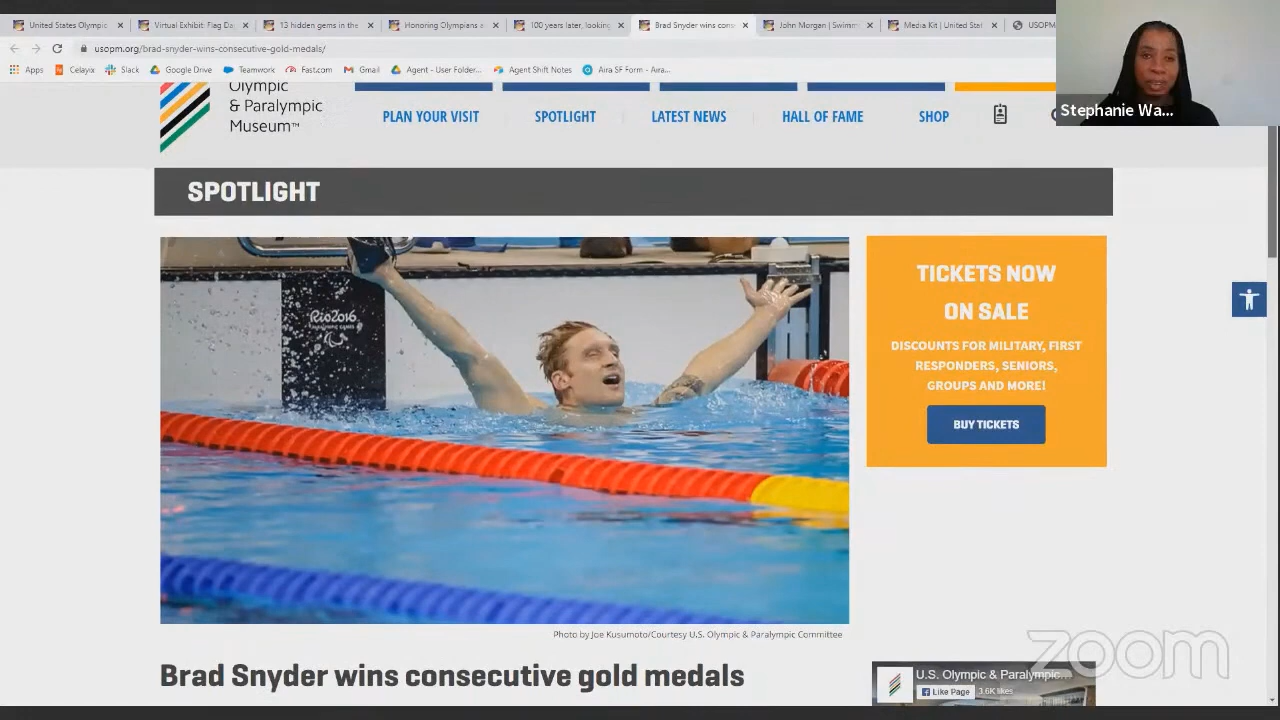 United States Olympic
Virtual Exhibit: Flag Da
13 hidden gems in the
Honoring Olympians a
100 years later, looking
Brad Snyder wins cons
John Morgan | Swimm
Media Kit | United Stat
USOPM
usopm.org/brad-snyder-wins-consecutive-gold-medals/
Apps
Celayix
Slack
Google Drive
Teamwork
Fast.com
Gmail
Agent - User Folder...
Agent Shift Notes
Aira SF Form - Aira...
Stephanie Wa...
Olympic
& Paralympic
Museum™
PLAN YOUR VISIT
SPOTLIGHT
LATEST NEWS
HALL OF FAME
SHOP
SPOTLIGHT
Rio2016
TICKETS NOW
ON SALE
DISCOUNTS FOR MILITARY, FIRST
RESPONDERS, SENIORS,
GROUPS AND MORE!
BUY TICKETS
Photo by Joe Kusumoto/Courtesy U.S. Olympic & Paralympic Committee
Brad Snyder wins consecutive gold medals
U.S. Olympic & Paralympic...
Like Page
3.6K likes
zoom